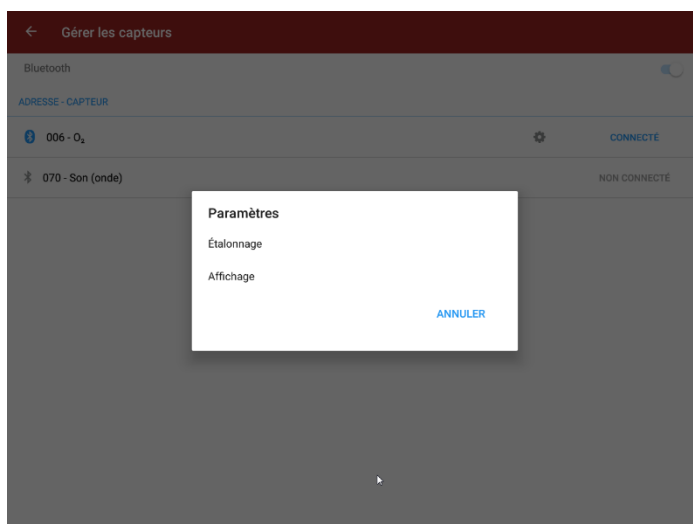 Gérer les capteurs
Bluetooth
ADRESSE - CAPTEUR
006 - O₂
CONNECTÉ
070 - Son (onde)
NON CONNECTÉ
Paramètres
Étalonnage
Affichage
ANNULER